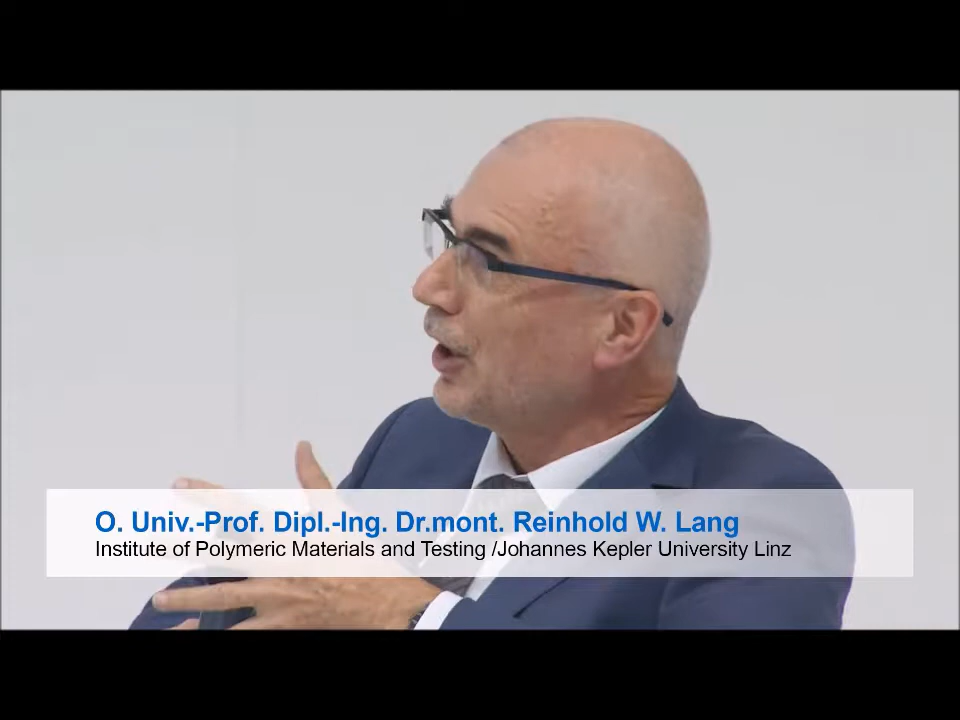 O. Univ.-Prof. Dipl.-Ing. Dr.mont. Reinhold W. Lang
Institute of Polymeric Materials and Testing /Johannes Kepler University Linz